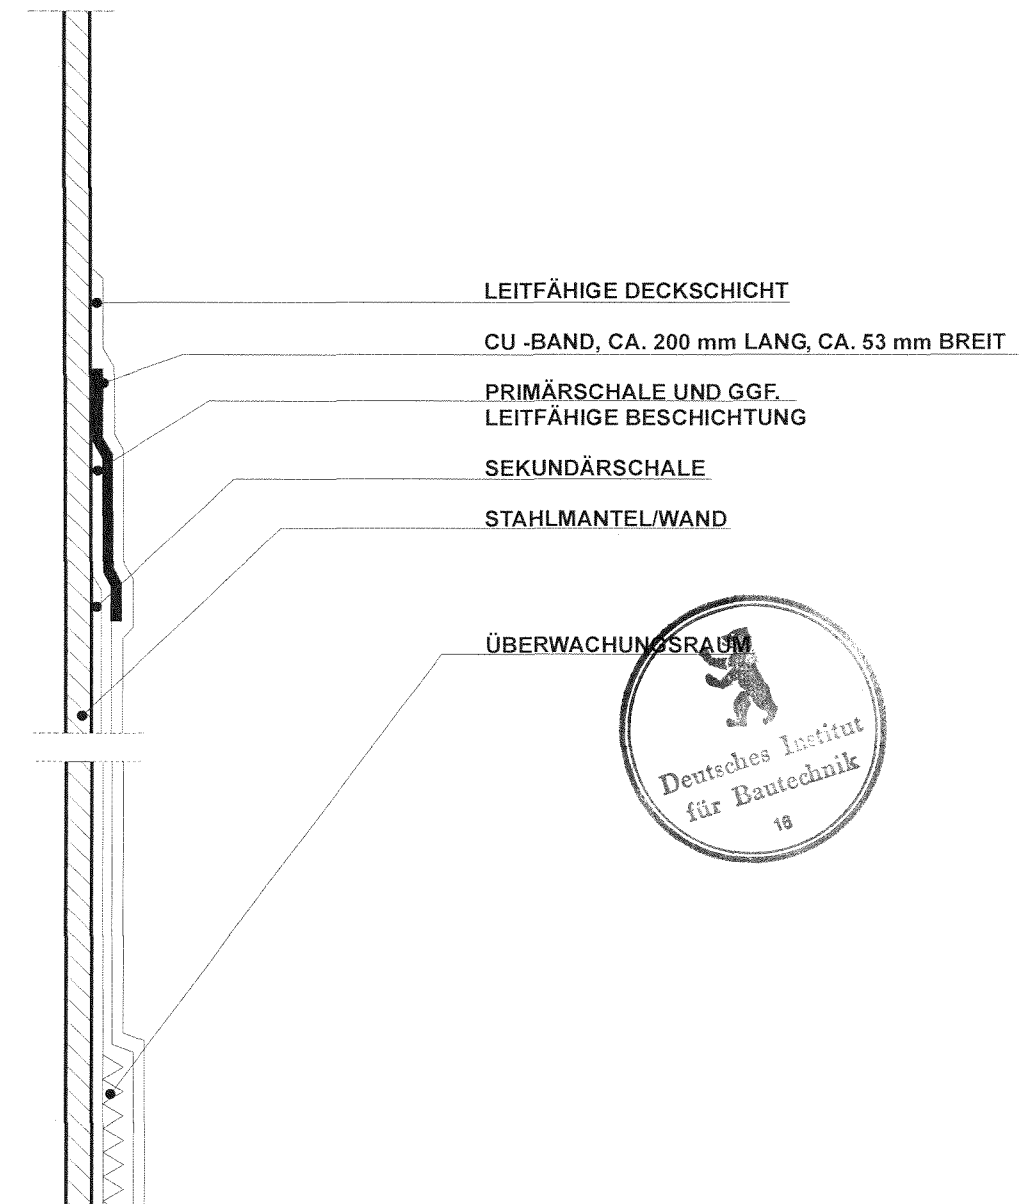 LEITFÄHIGE DECKSCHICHT
CU -BAND, CA. 200 mm LANG, CA. 53 mm BREIT
PRIMÄRSCHALE UND GGF.
LEITFÄHIGE BESCHICHTUNG
SEKUNDÄRSCHALE
STAHLMANTEL/WAND
ÜBERWACHUNGSRAUM
Deutsches Institut
für Bautechnik
16